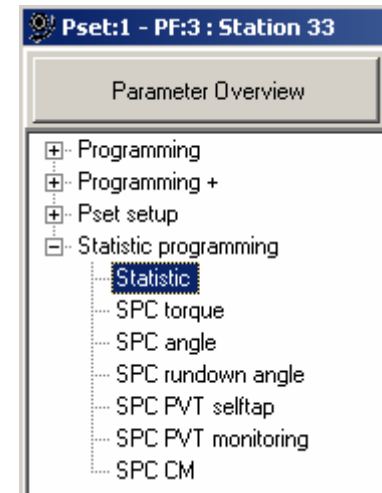 Pset:1 - PF:3 : Station 33
Parameter Overview
Programming
Programming +
Pset setup
Statistic programming
Statistic
SPC torque
SPC angle
SPC rundown angle
SPC PVT selftap
SPC PVT monitoring
SPC CM